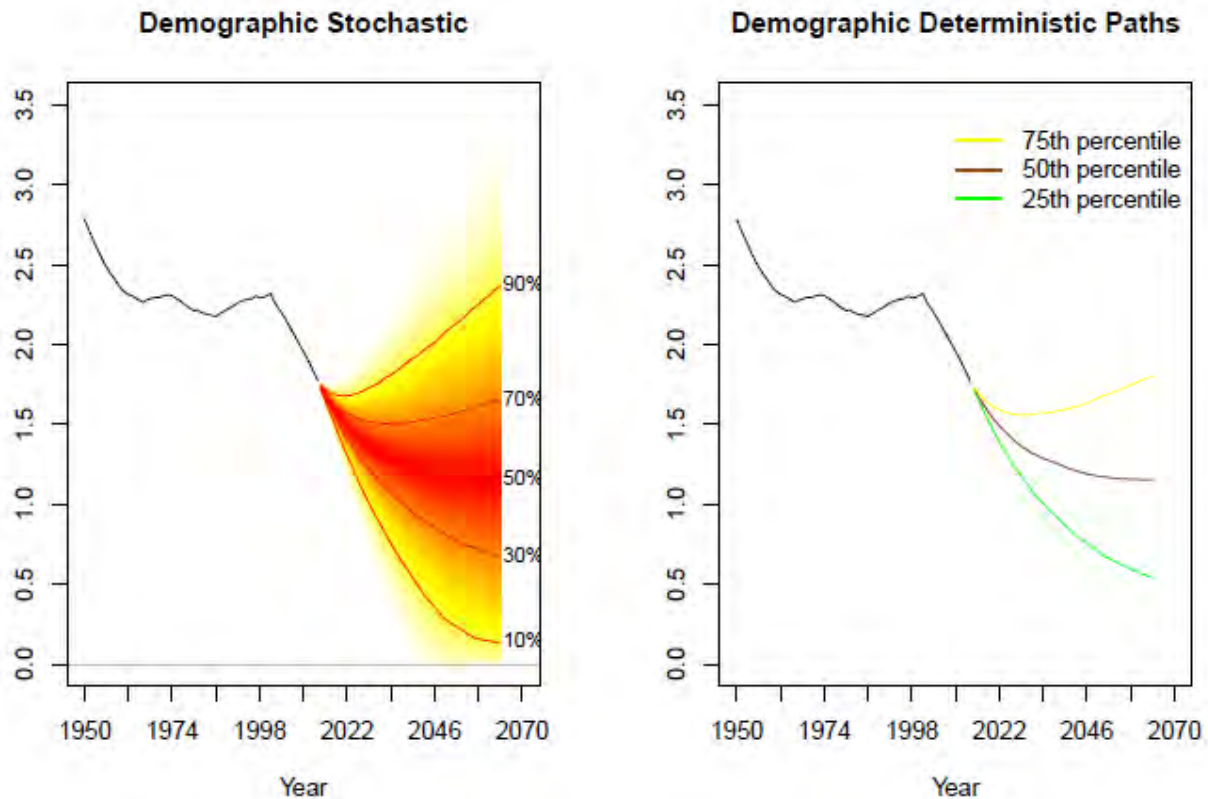 Demographic Stochastic
3.5
3.0
2.5
2.0
1.5
1.0
0.5
0.0
90%
70%
50%
30%
10%
1950 1974 1998 2022 2046 2070
Year
Demographic Deterministic Paths
3.5
3.0
2.5
2.0
1.5
1.0
0.5
0.0
75th percentile
50th percentile
25th percentile
1950 1974 1998 2022 2046 2070
Year